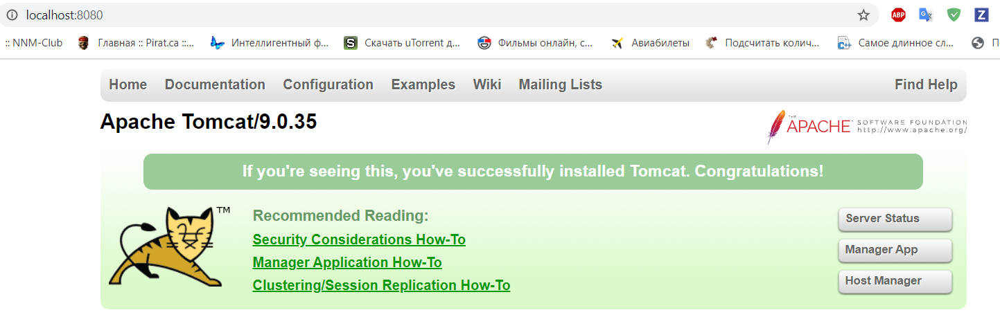 localhost:8080
ABP
G
Z
:: NNM-Club Главная :: Pirat.ca ::... Интеллигентный ф... S Скачать uTorrent д... Фильмы онлайн, с... Авиабилеты Подсчитать колич... C++ Самое длинное сл... П
Home Documentation Configuration Examples Wiki Mailing Lists Find Help
Apache Tomcat/9.0.35
THE APACHE SOFTWARE FOUNDATION
http://www.apache.org/
If you're seeing this, you've successfully installed Tomcat. Congratulations!
TM
Recommended Reading:
Security Considerations How-To
Manager Application How-To
Clustering/Session Replication How-To
Server Status
Manager App
Host Manager